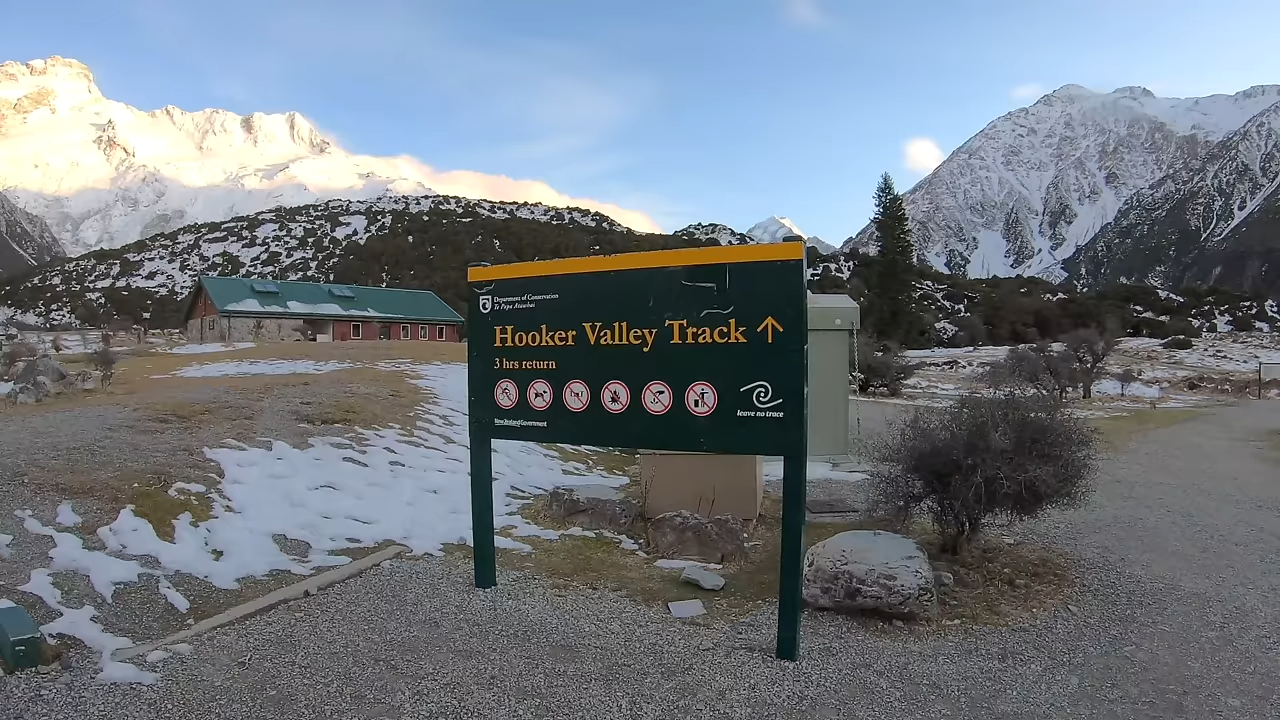 Department of Conservation
Te Papa Atawhai
Hooker Valley Track
3 hrs return
leave no trace
New Zealand Government